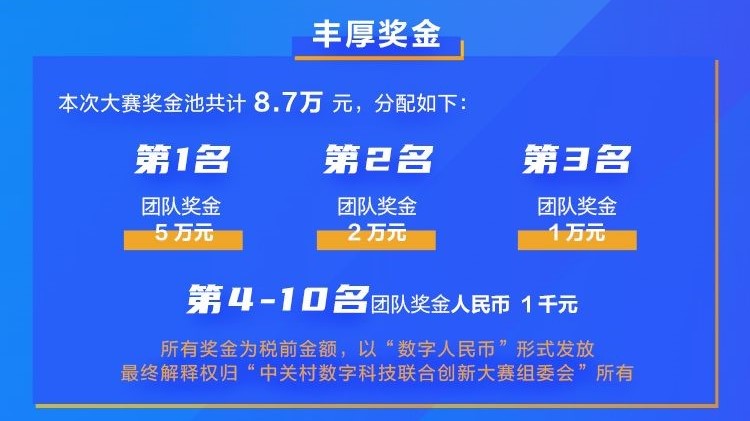 丰厚奖金
本次大赛奖金池共计 8.7万 元，分配如下：
第1名 第2名 第3名
团队奖金 团队奖金 团队奖金
5万元 2万元 1万元
第4-10名团队奖金人民币 1千元
所有奖金为税前金额，以“数字人民币”形式发放
最终解释权归“中关村数字科技联合创新大赛组委会”所有